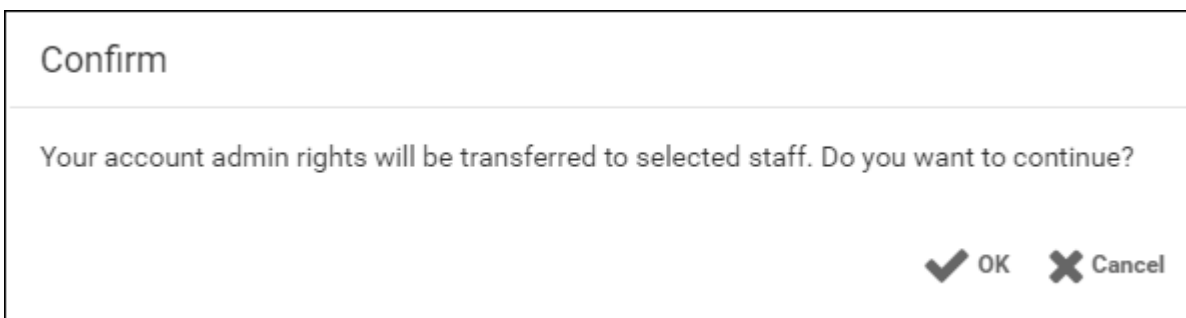 Confirm
Your account admin rights will be transferred to selected staff. Do you want to continue?
OK Cancel